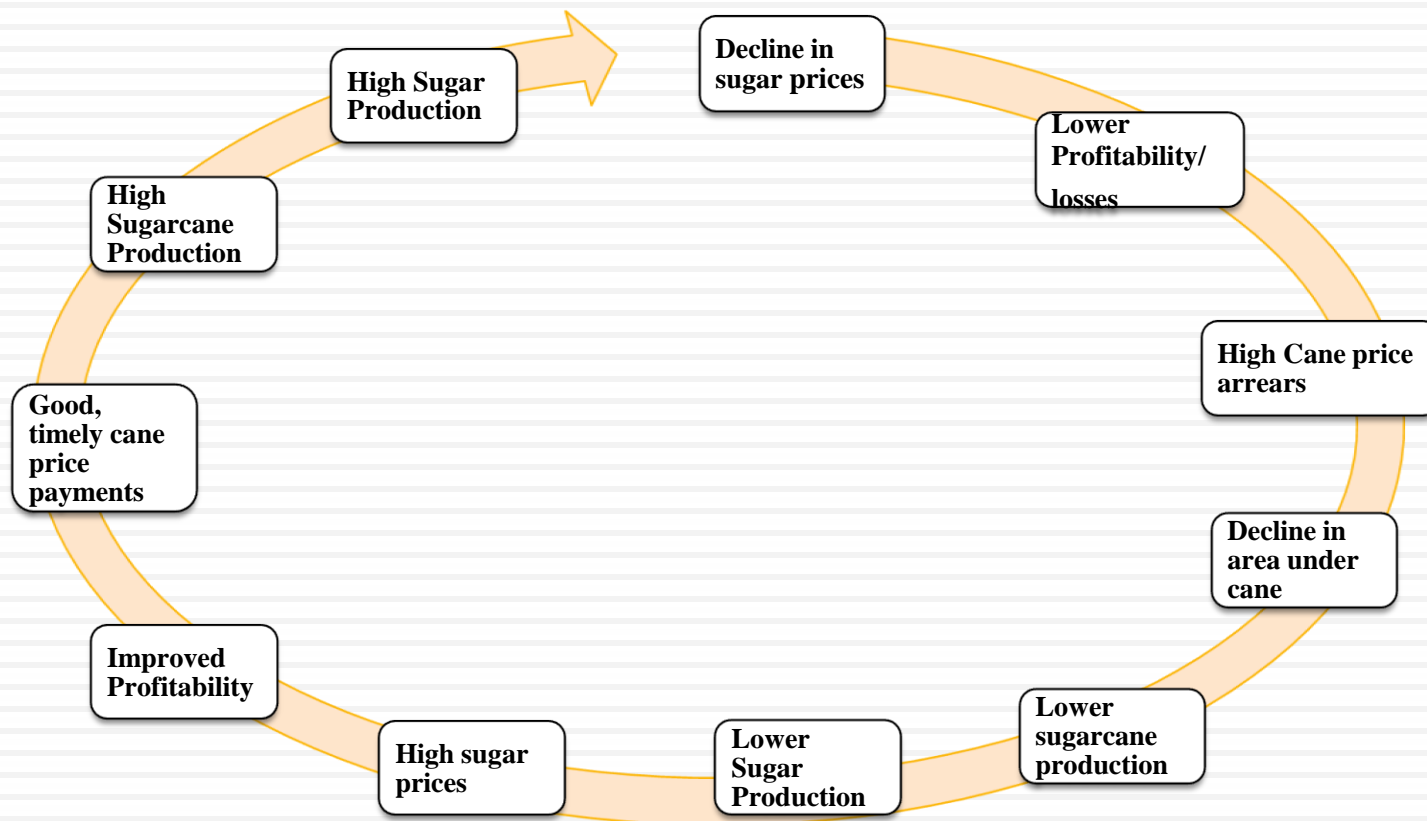 Decline in
sugar prices
Lower
Profitability/
losses
High Cane price
arrears
Decline in
area under
cane
Lower
sugarcane
production
Lower
Sugar
Production
High sugar
prices
Improved
Profitability
Good,
timely cane
price
payments
High
Sugarcane
Production
High Sugar
Production